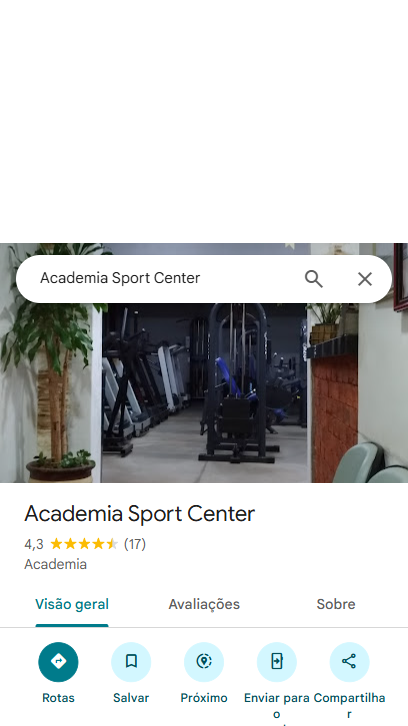 Academia Sport Center
Academia Sport Center
4,3 (17)
Academia
Visão geral Avaliações Sobre
Rotas Salvar Próximo Enviar para Compartilha
o r